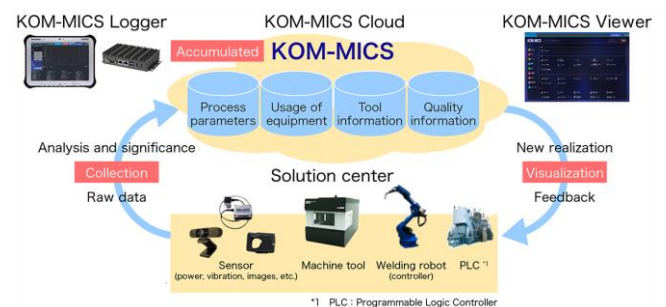 KOM-MICS Logger
KOM-MICS Cloud
KOM-MICS Viewer
Accumulated
KOM-MICS
Process
parameters
Usage of
equipment
Tool
information
Quality
information
Analysis and significance
Collection
Raw data
New realization
Visualization
Feedback
Solution center
Sensor
(power, vibration, images, etc.)
Machine tool
Welding robot
(controller)
PLC *1
*1 PLC : Programmable Logic Controller